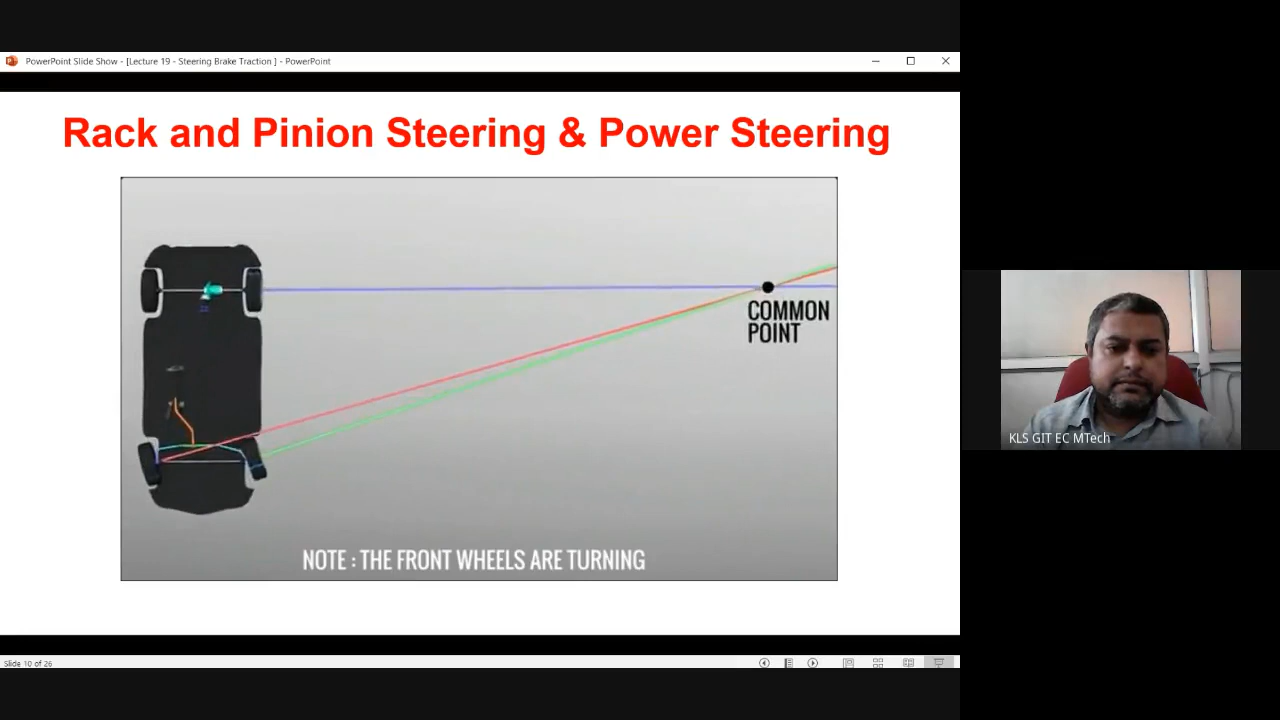 PowerPoint Slide Show - [Lecture 19 - Steering Brake Traction ] - PowerPoint
Rack and Pinion Steering & Power Steering
COMMON
POINT
NOTE : THE FRONT WHEELS ARE TURNING
KLS GIT EC MTech
Slide 10 of 26